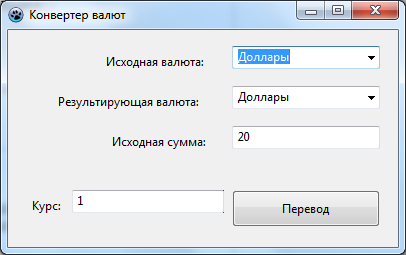 Конвертер валют
Исходная валюта: Доллары
Результирующая валюта: Доллары
Исходная сумма: 20
Курс: 1 Перевод